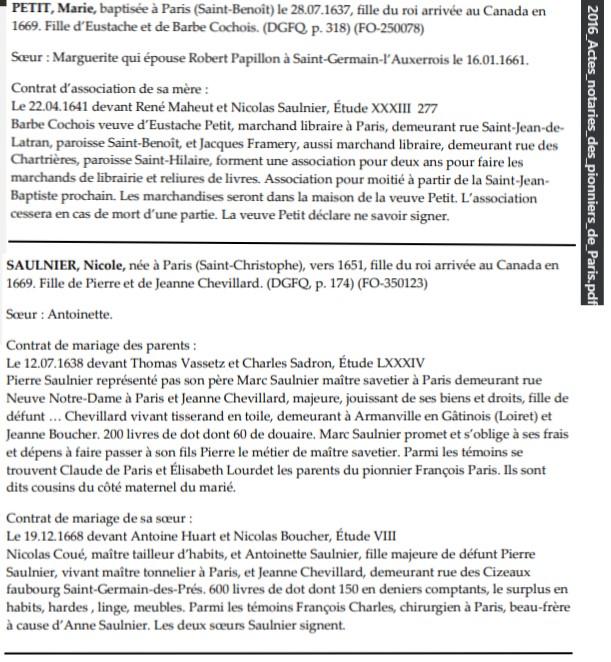 PETIT, Marie, baptisée à Paris (Saint-Benoît) le 28.07.1637, fille du roi arrivée au Canada en
1669. Fille d'Eustache et de Barbe Cochois. (DGFQ, p. 318) (FO-250078)
Sœur : Marguerite qui épouse Robert Papillon à Saint-Germain-l'Auxerrois le 16.01.1661.
Contrat d'association de sa mère :
Le 22.04.1641 devant René Maheut et Nicolas Saulnier, Étude XXXIII 277
Barbe Cochois veuve d'Eustache Petit, marchand libraire à Paris, demeurant rue Saint-Jean-de-
Latran, paroisse Saint-Benoît, et Jacques Framery, aussi marchand libraire, demeurant rue des
Chartrières, paroisse Saint-Hilaire, forment une association pour deux ans pour faire les
marchands de librairie et reliures de livres. Association pour moitié à partir de la Saint-Jean-
Baptiste prochain. Les marchandises seront dans la maison de la veuve Petit. L'association
cessera en cas de mort d'une partie. La veuve Petit déclare ne savoir signer.
SAULNIER, Nicole, née à Paris (Saint-Christophe), vers 1651, fille du roi arrivée au Canada en
1669. Fille de Pierre et de Jeanne Chevillard. (DGFQ, p. 174) (FO-350123)
Sœur : Antoinette.
Contrat de mariage des parents :
Le 12.07.1638 devant Thomas Vassetz et Charles Sadron, Étude LXXXIV
Pierre Saulnier représenté pas son père Marc Saulnier maître savetier à Paris demeurant rue
Neuve Notre-Dame à Paris et Jeanne Chevillard, majeure, jouissant de ses biens et droits, fille de
défunt … Chevillard vivant tisserand en toile, demeurant à Armanville en Gâtinois (Loiret) et
Jeanne Boucher. 200 livres de dot dont 60 de douaire. Marc Saulnier promet et s'oblige à ses frais
et dépens à faire passer à son fils Pierre le métier de maître savetier. Parmi les témoins se
trouvent Claude de Paris et Élisabeth Lourdet les parents du pionnier François Paris. Ils sont
dits cousins du côté maternel du marié.
Contrat de mariage de sa sœur :
Le 19.12.1668 devant Antoine Huart et Nicolas Boucher, Étude VIII
Nicolas Coué, maître tailleur d'habits, et Antoinette Saulnier, fille majeure de défunt Pierre
Saulnier, vivant maître tonnelier à Paris, et Jeanne Chevillard, demeurant rue des Cizeaux
faubourg Saint-Germain-des-Prés. 600 livres de dot dont 150 en deniers comptants, le surplus en
habits, hardes , linge, meubles. Parmi les témoins François Charles, chirurgien à Paris, beau-frère
à cause d'Anne Saulnier. Les deux sœurs Saulnier signent.
2016_Actes_notaries_des_pionniers_de_Paris.pdf